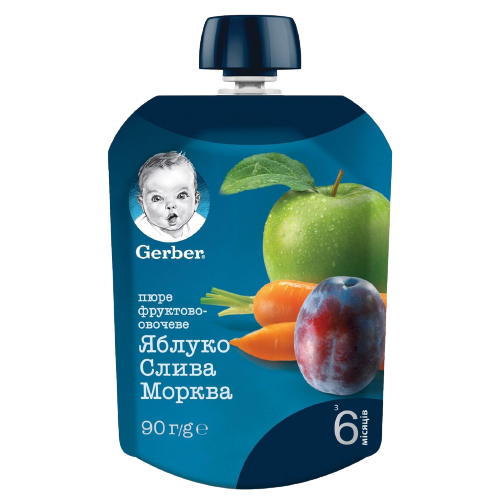 Gerber®
пюре
фруктово-
овочеве
Яблуко
Слива
Морква
90 г/g ℮
з
6
місяців